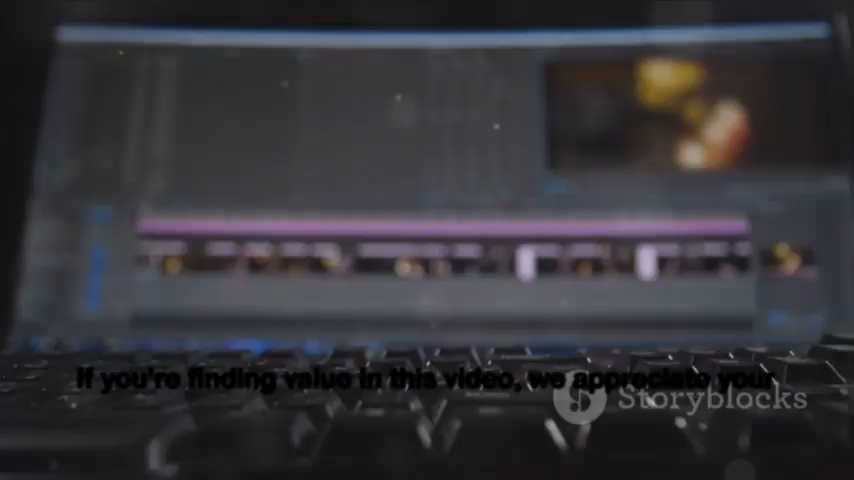 If you're finding value in this video, we appreciate your
Storyblocks